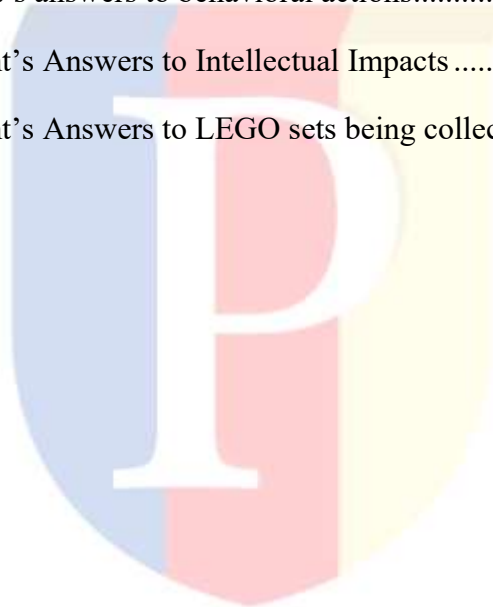 's answers to behavioral actions............
t's Answers to Intellectual Impacts ......
t's Answers to LEGO sets being collec
P